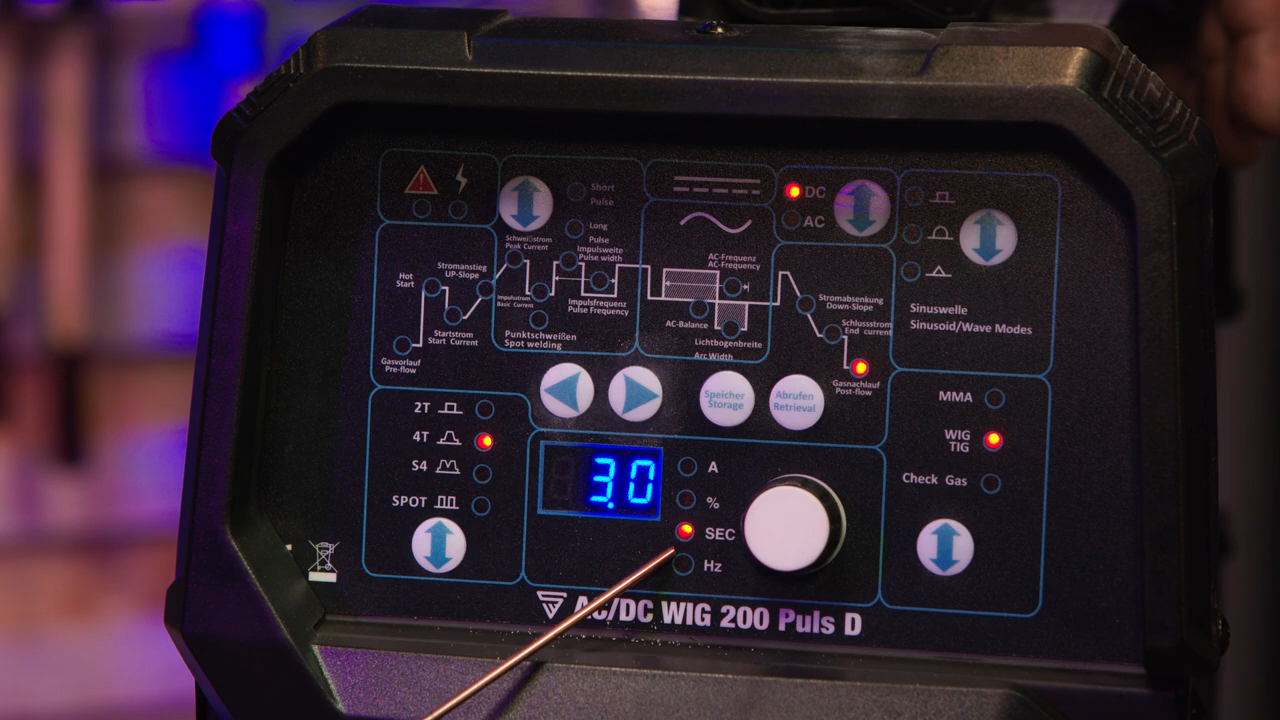 Short
Pulse
Long
Pulse
DC
AC
Schweißstrom
Peak Current
Impulsweite
Pulse width
Hot
Start
Stromanstieg
UP-Slope
Impulsstrom
Basic Current
Startstrom
Start Current
Gasvorlauf
Pre-flow
Impulsfrequenz
Pulse Frequency
Punktschweißen
Spot welding
AC-Frequenz
AC-Frequency
AC-Balance
Lichtbogenbreite
Arc Width
Stromabsenkung
Down-Slope
Schlussstrom
End current
Gasnachlauf
Post-flow
Sinuswelle
Sinusoid/Wave Modes
Speicher
Storage
Abrufen
Retrieval
2T
4T
S4
SPOT
3.0
A
%
SEC
Hz
MMA
WIG
TIG
Check Gas
AC/DC WIG 200 Puls D